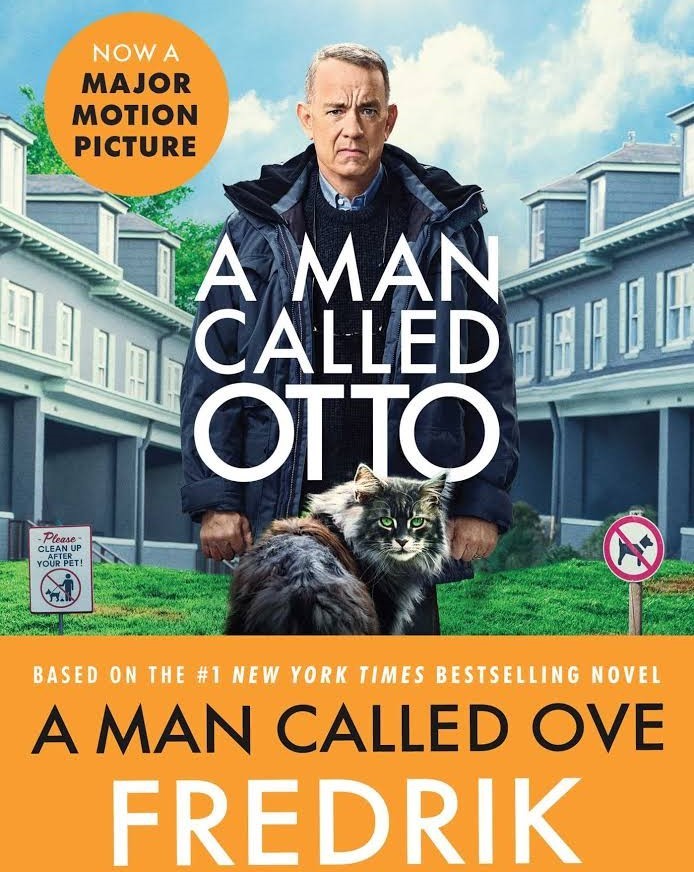 NOW A
MAJOR
MOTION
PICTURE
A MAN
CALLED
OTTO
Please
CLEAN UP
AFTER
YOUR PET!
BASED ON THE #1 NEW YORK TIMES BESTSELLING NOVEL
A MAN CALLED OVE
FREDRIK